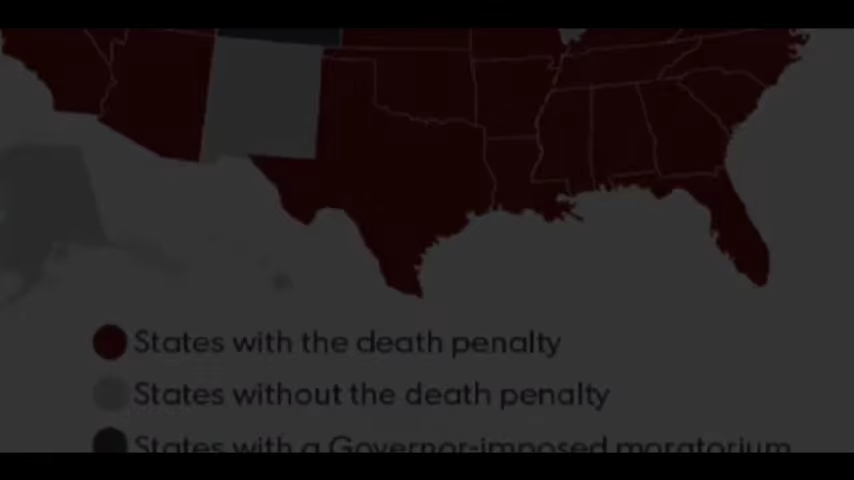 States with the death penalty
States without the death penalty
States with a Governor-imposed moratorium